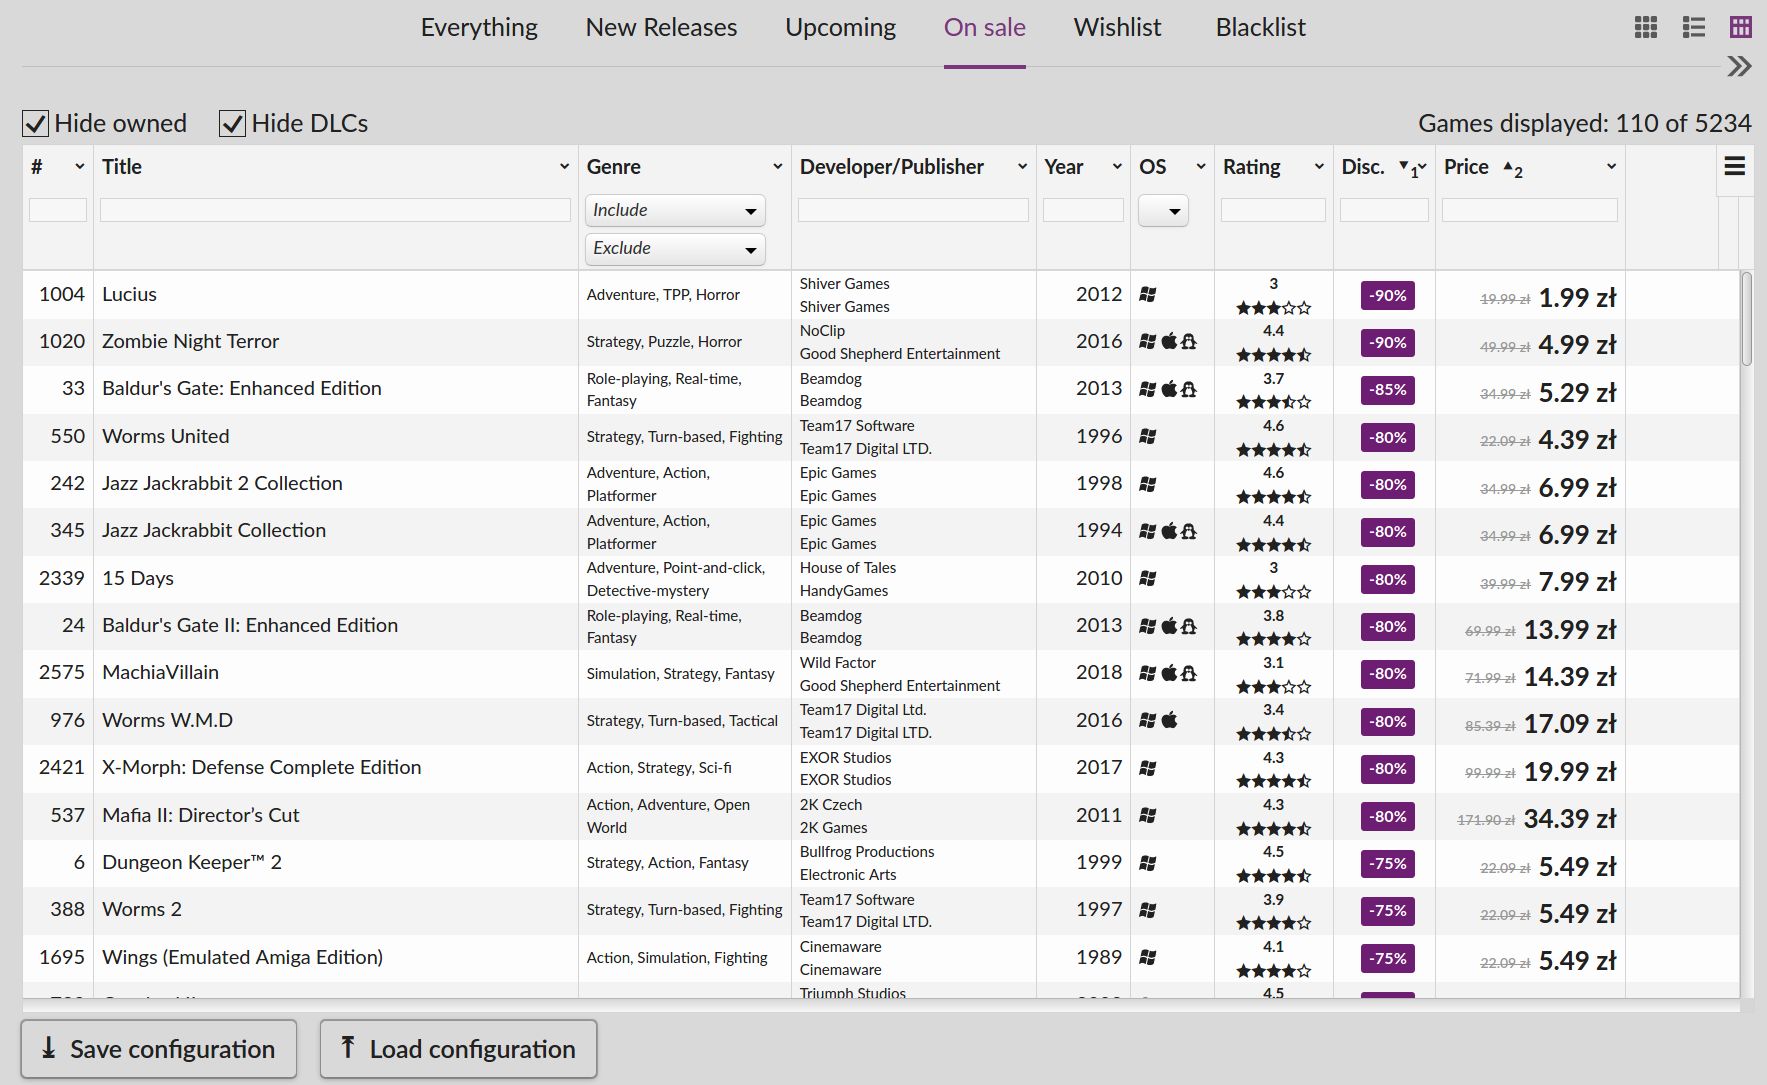 Everything New Releases Upcoming On sale Wishlist Blacklist
Hide owned Hide DLCs Games displayed: 110 of 5234
# Title Genre Developer/Publisher Year OS Rating Disc. 1 Price 2
Include
Exclude
1004 Lucius Adventure, TPP, Horror Shiver Games Shiver Games 2012 3 -90% 19.99 zł 1.99 zł
1020 Zombie Night Terror Strategy, Puzzle, Horror NoClip Good Shepherd Entertainment 2016 4.4 -90% 49.99 zł 4.99 zł
33 Baldur's Gate: Enhanced Edition Role-playing, Real-time, Fantasy Beamdog Beamdog 2013 3.7 -85% 34.99 zł 5.29 zł
550 Worms United Strategy, Turn-based, Fighting Team17 Software Team17 Digital LTD. 1996 4.6 -80% 22.09 zł 4.39 zł
242 Jazz Jackrabbit 2 Collection Adventure, Action, Platformer Epic Games Epic Games 1998 4.6 -80% 34.99 zł 6.99 zł
345 Jazz Jackrabbit Collection Adventure, Action, Platformer Epic Games Epic Games 1994 4.4 -80% 34.99 zł 6.99 zł
2339 15 Days Adventure, Point-and-click, Detective-mystery House of Tales HandyGames 2010 3 -80% 39.99 zł 7.99 zł
24 Baldur's Gate II: Enhanced Edition Role-playing, Real-time, Fantasy Beamdog Beamdog 2013 3.8 -80% 69.99 zł 13.99 zł
2575 MachiaVillain Simulation, Strategy, Fantasy Wild Factor Good Shepherd Entertainment 2018 3.1 -80% 71.99 zł 14.39 zł
976 Worms W.M.D Strategy, Turn-based, Tactical Team17 Digital Ltd. Team17 Digital LTD. 2016 3.4 -80% 85.39 zł 17.09 zł
2421 X-Morph: Defense Complete Edition Action, Strategy, Sci-fi EXOR Studios EXOR Studios 2017 4.3 -80% 99.99 zł 19.99 zł
537 Mafia II: Director’s Cut Action, Adventure, Open World 2K Czech 2K Games 2011 4.3 -80% 171.90 zł 34.39 zł
6 Dungeon Keeper™ 2 Strategy, Action, Fantasy Bullfrog Productions Electronic Arts 1999 4.5 -75% 22.09 zł 5.49 zł
388 Worms 2 Strategy, Turn-based, Fighting Team17 Software Team17 Digital LTD. 1997 3.9 -75% 22.09 zł 5.49 zł
1695 Wings (Emulated Amiga Edition) Action, Simulation, Fighting Cinemaware Cinemaware 1989 4.1 -75% 22.09 zł 5.49 zł
Triumph Studios 4.5
Save configuration Load configuration